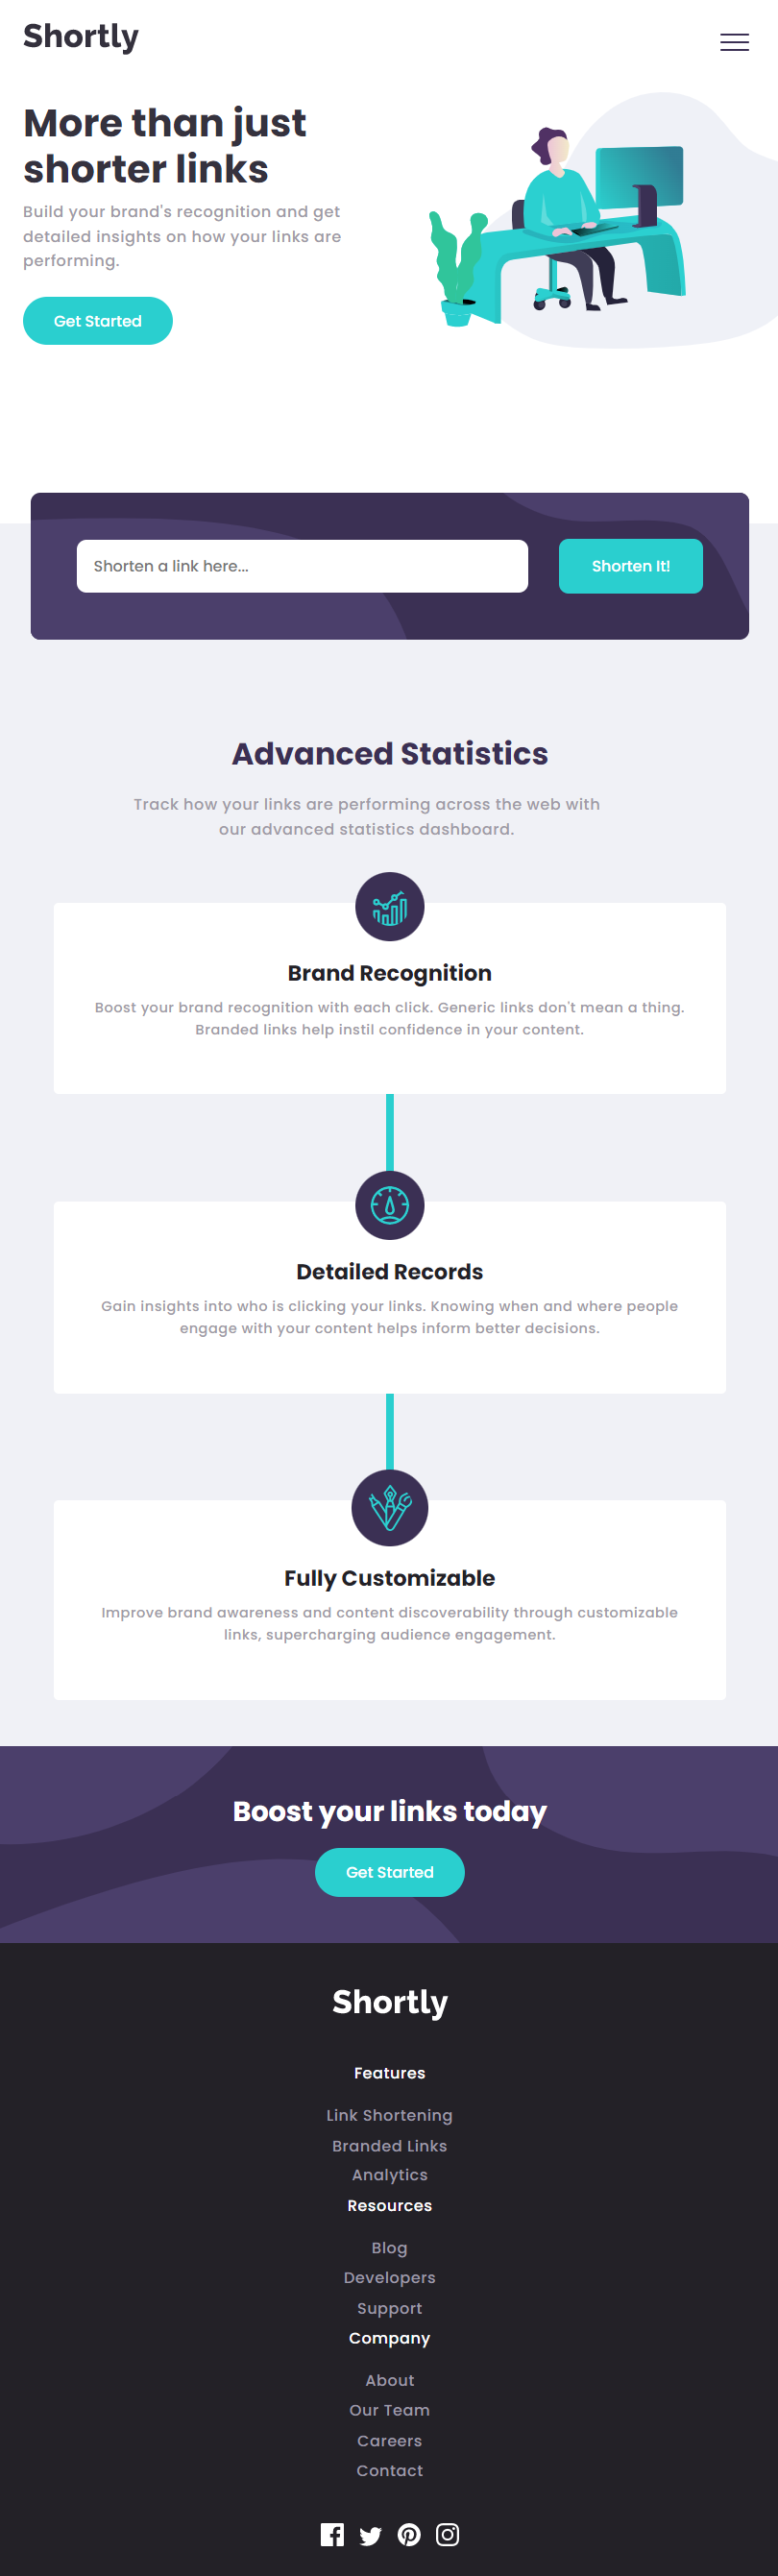 Shortly
More than just
shorter links
Build your brand's recognition and get
detailed insights on how your links are
performing.
Get Started
Shorten a link here...
Shorten It!
Advanced Statistics
Track how your links are performing across the web with
our advanced statistics dashboard.
Brand Recognition
Boost your brand recognition with each click. Generic links don't mean a thing.
Branded links help instil confidence in your content.
Detailed Records
Gain insights into who is clicking your links. Knowing when and where people
engage with your content helps inform better decisions.
Fully Customizable
Improve brand awareness and content discoverability through customizable
links, supercharging audience engagement.
Boost your links today
Get Started
Shortly
Features
Link Shortening
Branded Links
Analytics
Resources
Blog
Developers
Support
Company
About
Our Team
Careers
Contact